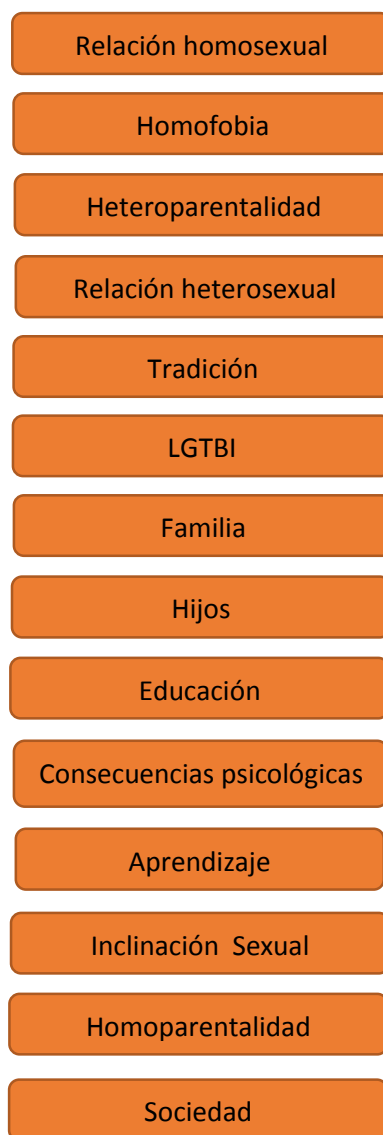 Relación homosexual
Homofobia
Heteroparentalidad
Relación heterosexual
Tradición
LGTBI
Familia
Hijos
Educación
Consecuencias psicológicas
Aprendizaje
Inclinación  Sexual
Homoparentalidad
Sociedad